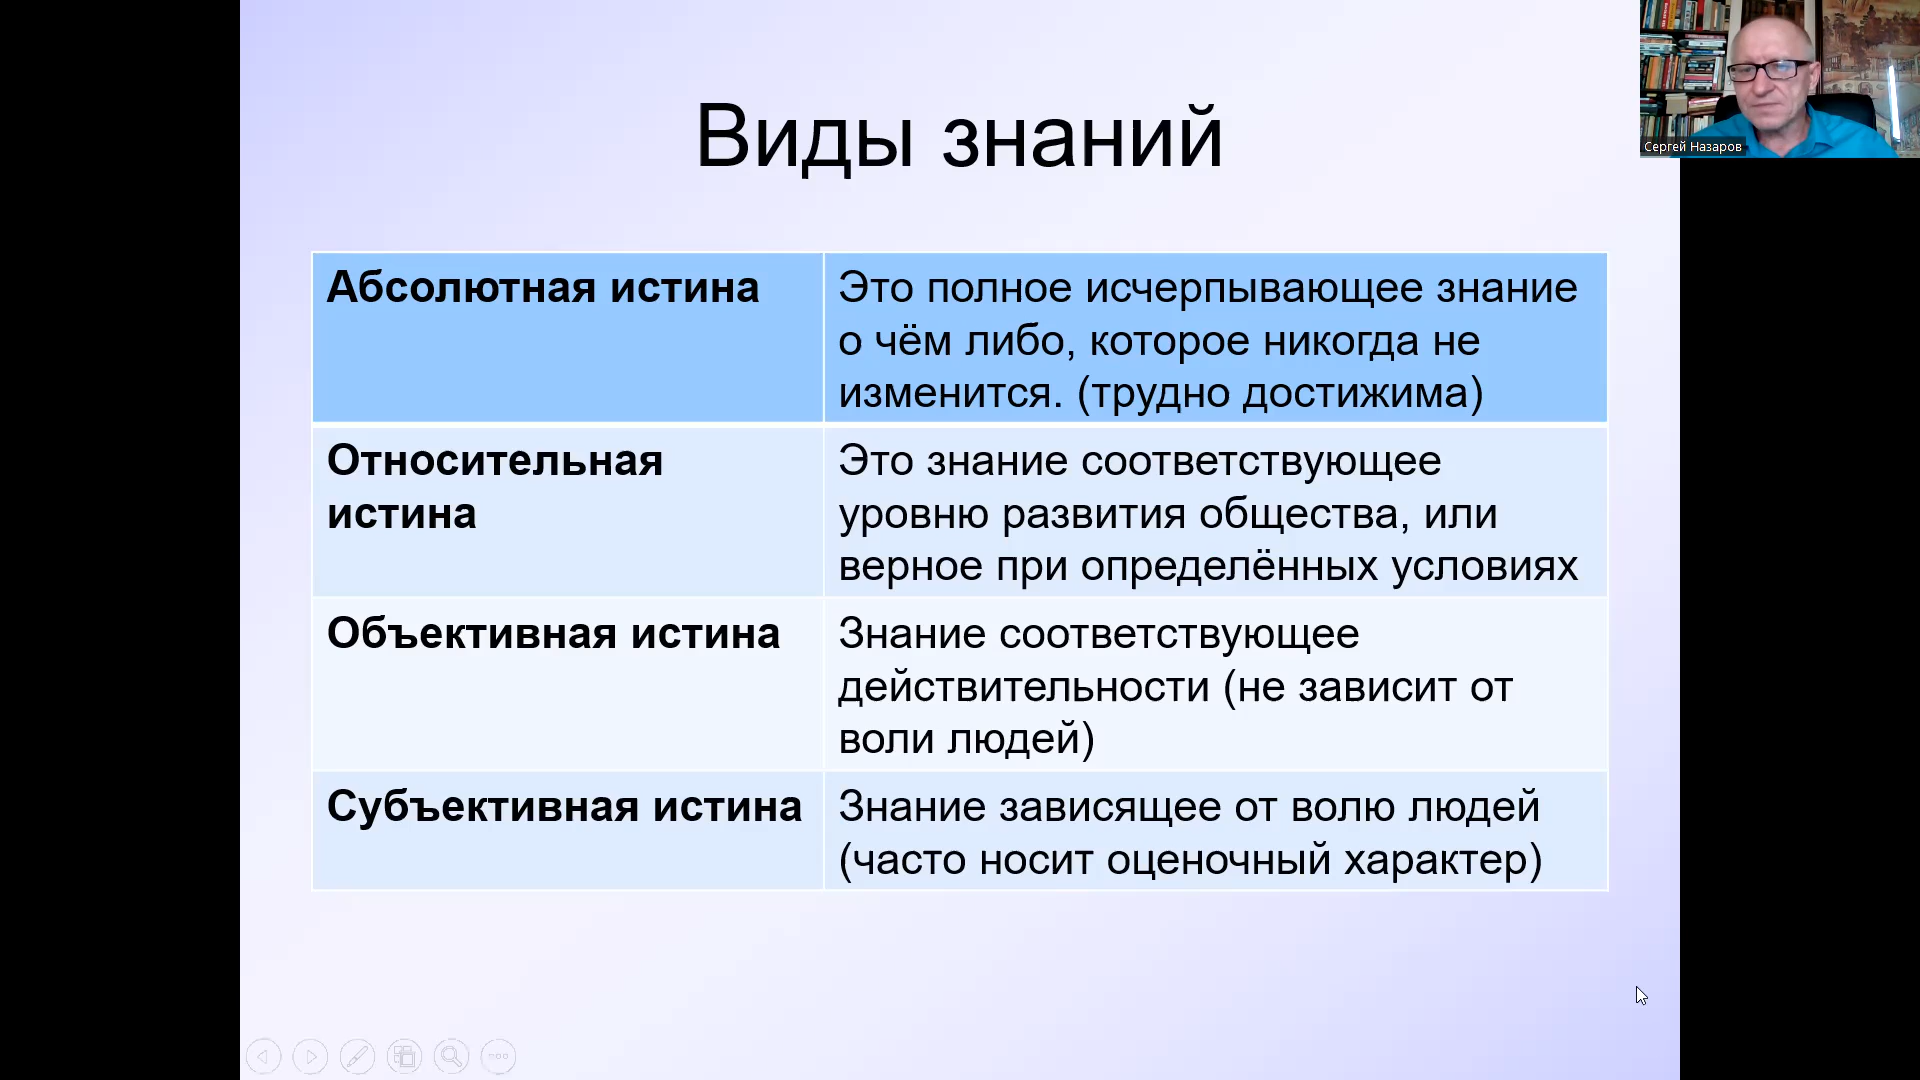 Виды знаний
Абсолютная истина
Это полное исчерпывающее знание
о чём либо, которое никогда не
изменится. (трудно достижима)
Относительная
истина
Это знание соответствующее
уровню развития общества, или
верное при определённых условиях
Объективная истина
Знание соответствующее
действительности (не зависит от
воли людей)
Субъективная истина
Знание зависящее от волю людей
(часто носит оценочный характер)
Сергей Назаров